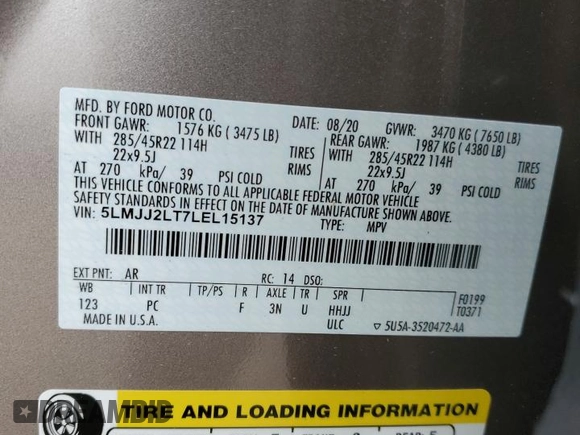 MFD. BY FORD MOTOR CO.
DATE: 08/20 GVWR: 3470 KG ( 7650 LB)
FRONT GAWR: 1576 KG ( 3475 LB) REAR GAWR: 1987 KG ( 4380 LB)
WITH 285/45R22 114H TIRES WITH 285/45R22 114H TIRES
22x9.5J RIMS 22x9.5J RIMS
AT 270 kPa/ 39 PSI COLD AT 270 kPa/ 39 PSI COLD
THIS VEHICLE CONFORMS TO ALL APPLICABLE FEDERAL MOTOR VEHICLE
SAFETY STANDARDS IN EFFECT ON THE DATE OF MANUFACTURE SHOWN ABOVE.
VIN: 5LMJJ2LT7LEL15137 TYPE: MPV
EXT PNT: AR RC: 14 DSO:
WB INT TR TP/PS R AXLE TR SPR
123 PC F 3N U HHJJ
ULC
F0199
T0371
MADE IN U.S.A. 5U5A-3520472-AA
TIRE AND LOADING INFORMATION
DREAMBID